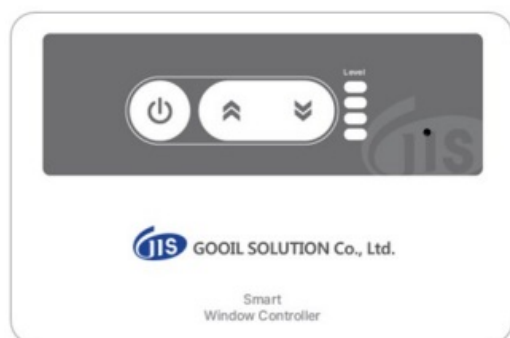 Level
JIS
JIS GOOIL SOLUTION Co., Ltd.
Smart
Window Controller